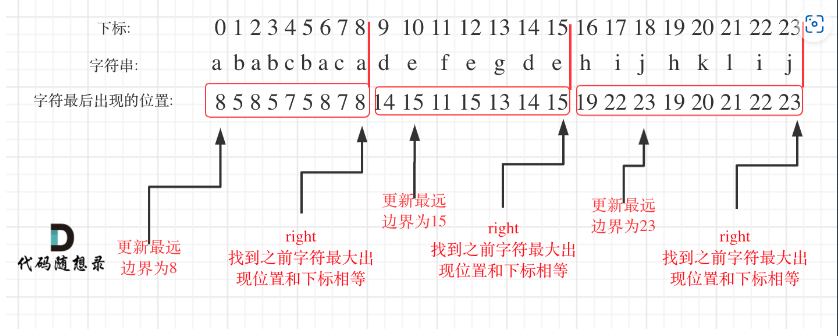 下标: 0 1 2 3 4 5 6 7 8 9 10 11 12 13 14 15 16 17 18 19 20 21 22 23
字符串: a b a b c b a c a d e f e g d e h i j h k l i j
字符最后出现的位置: 8 5 8 5 7 5 8 7 8 14 15 11 15 13 14 15 19 22 23 19 20 21 22 23
更新最远
边界为8
right
找到之前字符最大出
现位置和下标相等
更新最远
边界为15
right
找到之前字符最大出
现位置和下标相等
更新最远
边界为23
right
找到之前字符最大出
现位置和下标相等
代码随想录